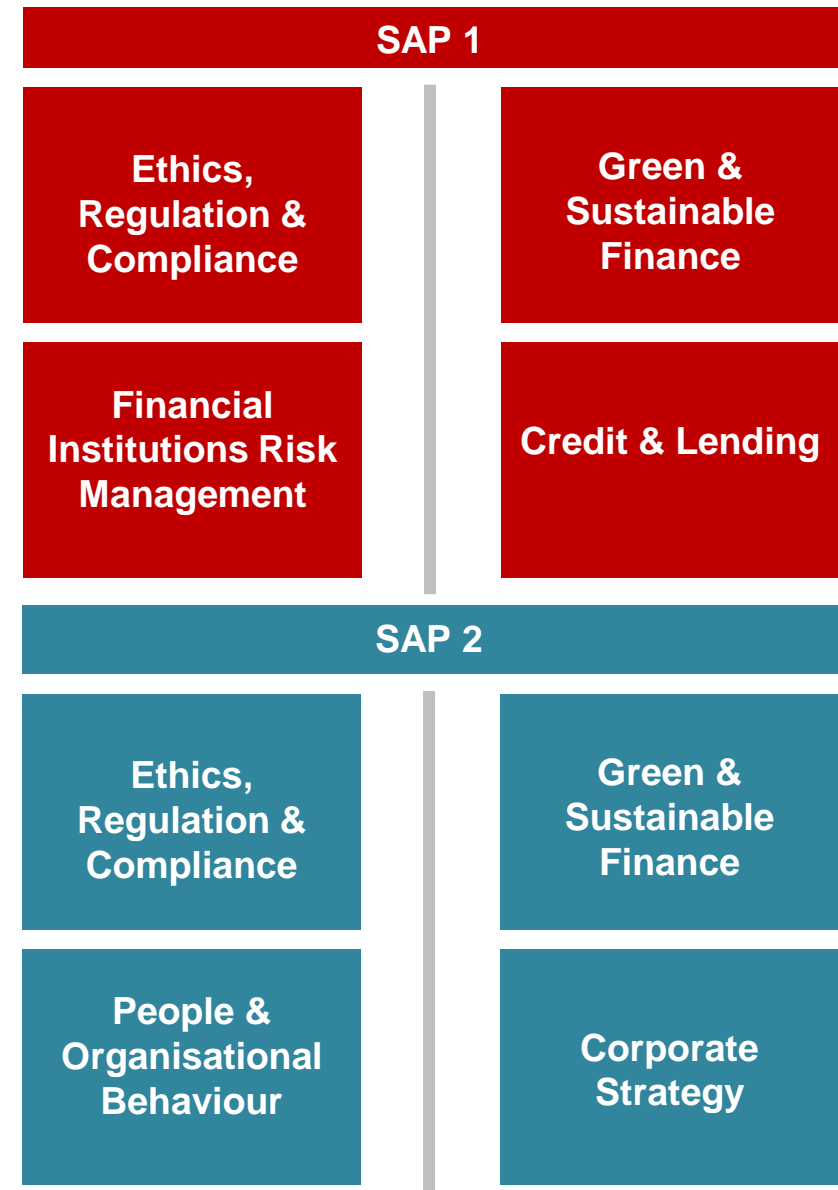 SAP 1
Ethics,
Regulation &
Compliance
Green &
Sustainable
Finance
Financial
Institutions Risk
Management
Credit & Lending
SAP 2
Ethics,
Regulation &
Compliance
Green &
Sustainable
Finance
People &
Organisational
Behaviour
Corporate
Strategy